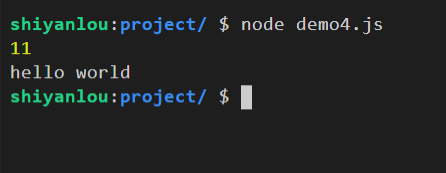 shiyanlou:project/ $ node demo4.js
11
hello world
shiyanlou:project/ $